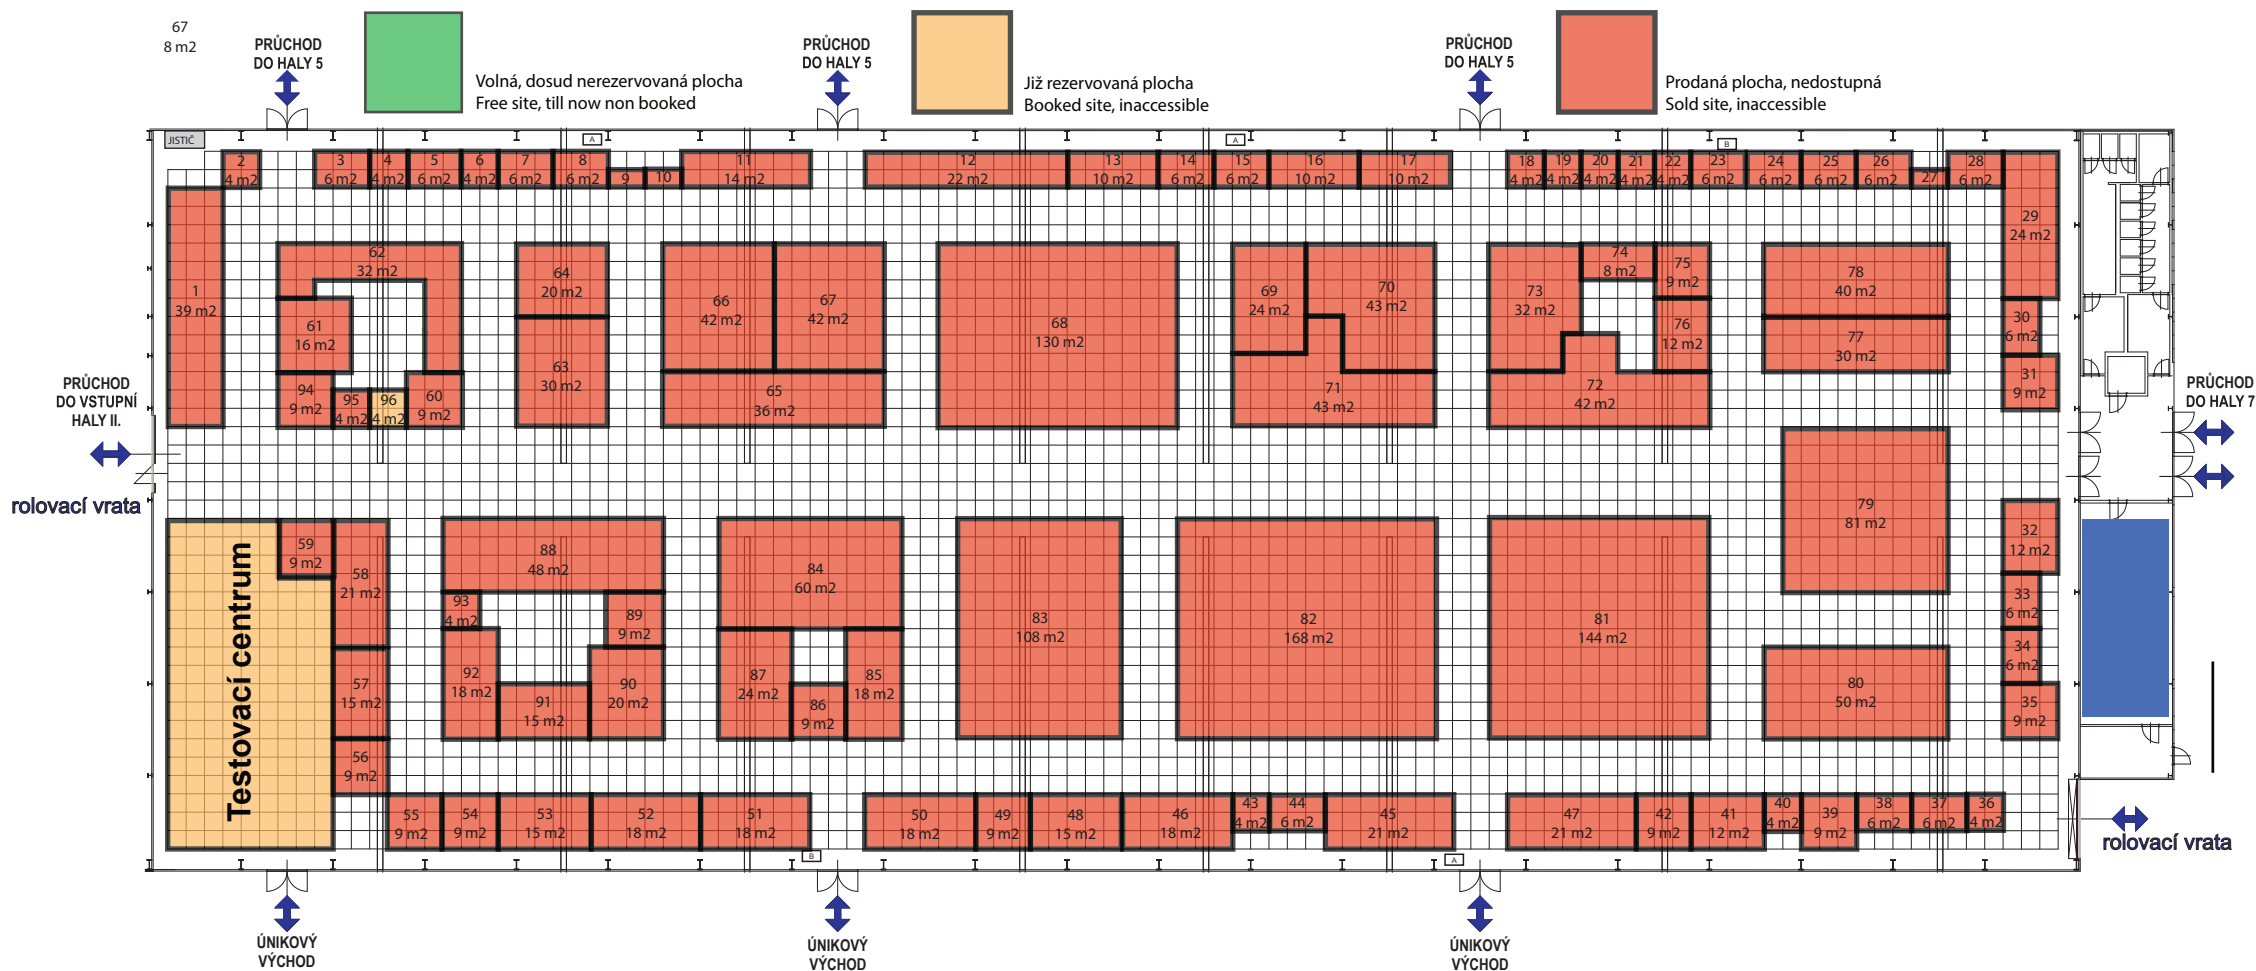 67
8 m2
PRŮCHOD
DO HALY 5
Volná, dosud nerezervovaná plocha
Free site, till now non booked
PRŮCHOD
DO HALY 5
Již rezervovaná plocha
Booked site, inaccessible
PRŮCHOD
DO HALY 5
Prodaná plocha, nedostupná
Sold site, inaccessible
JISTIČ
A
A
B
2
4 m2
3
6 m2
4
4 m2
5
6 m2
6
4 m2
7
6 m2
8
6 m2
9
10
11
14 m2
12
22 m2
13
10 m2
14
6 m2
15
6 m2
16
10 m2
17
10 m2
18
4 m2
19
4 m2
20
4 m2
21
4 m2
22
4 m2
23
6 m2
24
6 m2
25
6 m2
26
6 m2
27
28
6 m2
29
24 m2
1
39 m2
62
32 m2
61
16 m2
94
9 m2
95
4 m2
96
4 m2
60
9 m2
64
20 m2
63
30 m2
66
42 m2
67
42 m2
65
36 m2
68
130 m2
69
24 m2
70
43 m2
71
43 m2
73
32 m2
74
8 m2
75
9 m2
76
12 m2
72
42 m2
78
40 m2
77
30 m2
30
6 m2
31
9 m2
PRŮCHOD
DO VSTUPNÍ
HALY II.
rolovací vrata
PRŮCHOD
DO HALY 7
79
81 m2
32
12 m2
33
6 m2
34
6 m2
35
9 m2
Testovací centrum
59
9 m2
58
21 m2
57
15 m2
56
9 m2
88
48 m2
93
4 m2
89
9 m2
92
18 m2
91
15 m2
90
20 m2
84
60 m2
87
24 m2
86
9 m2
85
18 m2
83
108 m2
82
168 m2
81
144 m2
80
50 m2
55
9 m2
54
9 m2
53
15 m2
52
18 m2
51
18 m2
50
18 m2
49
9 m2
48
15 m2
46
18 m2
43
4 m2
44
6 m2
45
21 m2
47
21 m2
42
9 m2
41
12 m2
40
4 m2
39
9 m2
38
6 m2
37
6 m2
36
4 m2
rolovací vrata
B
A
ÚNIKOVÝ
VÝCHOD
ÚNIKOVÝ
VÝCHOD
ÚNIKOVÝ
VÝCHOD